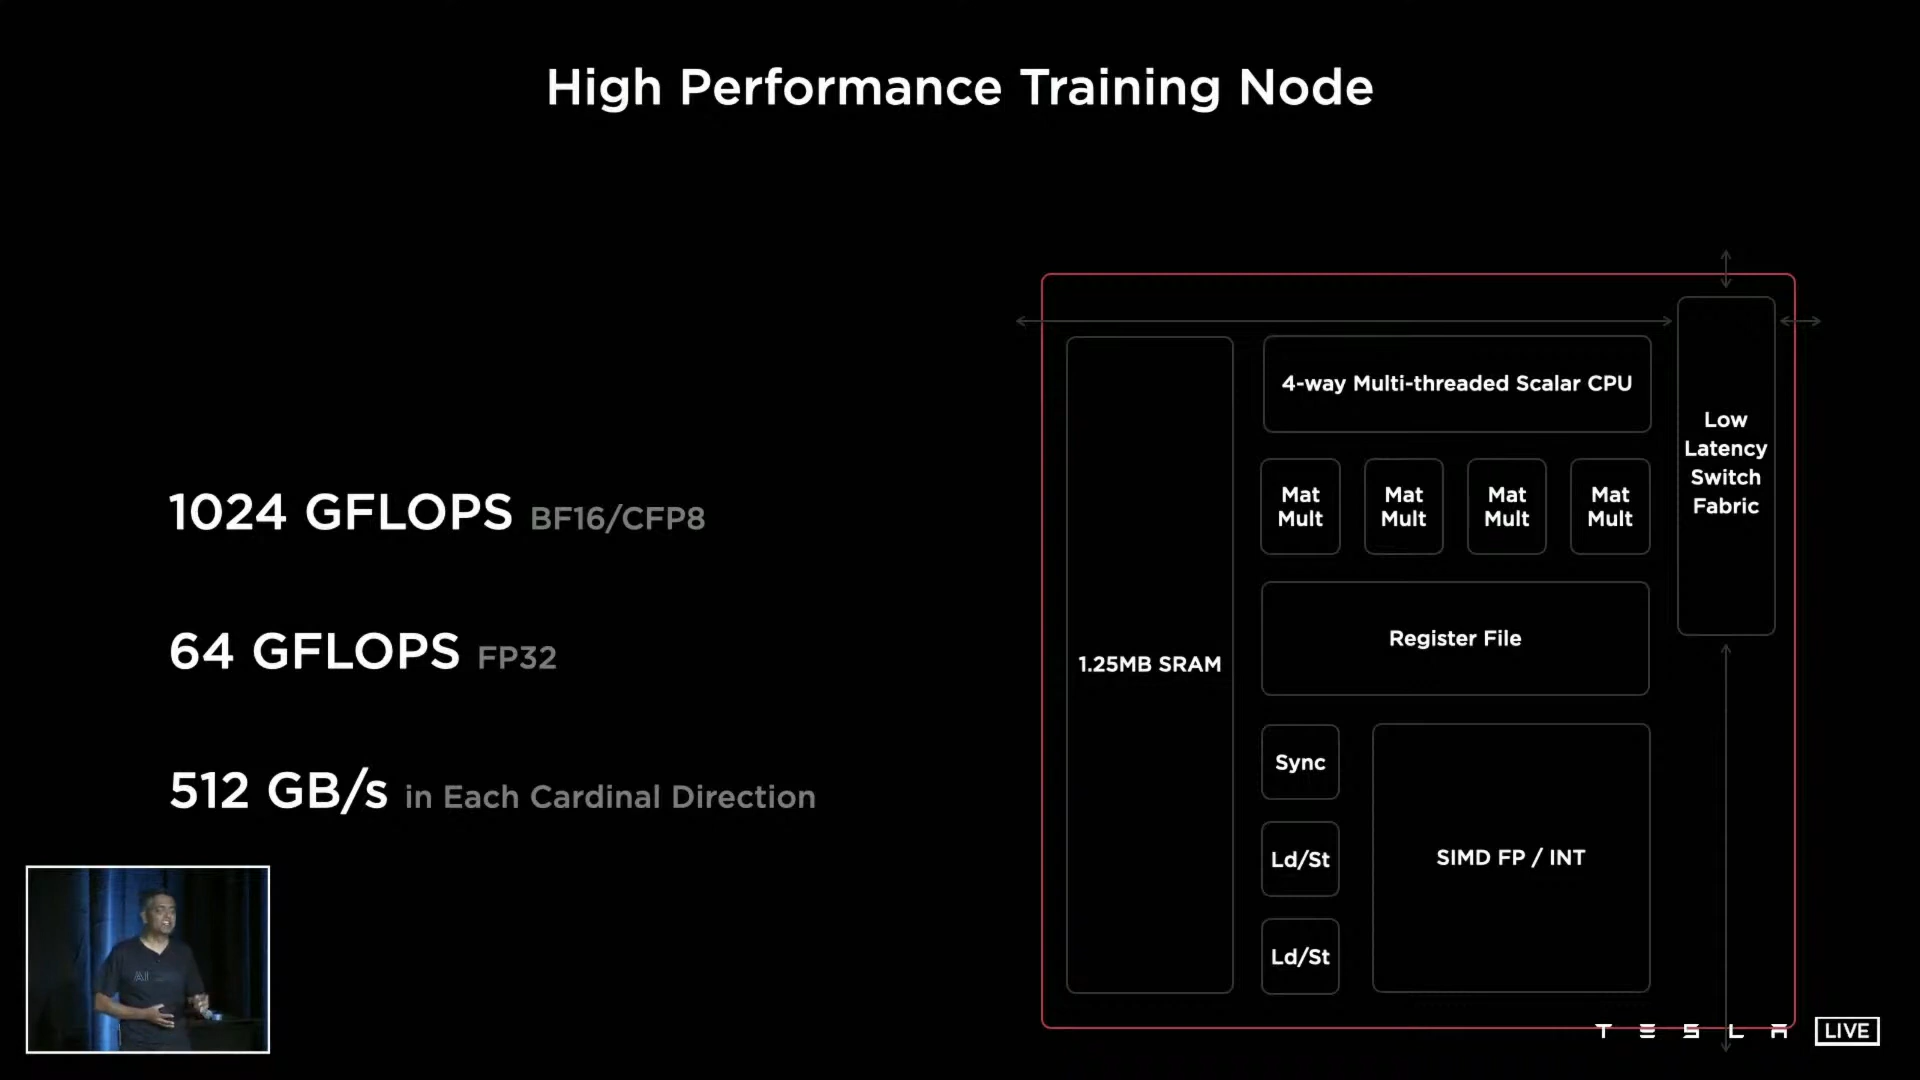 High Performance Training Node
1024 GFLOPS BF16/CFP8
64 GFLOPS FP32
512 GB/s in Each Cardinal Direction
AI
1.25MB SRAM
4-way Multi-threaded Scalar CPU
Mat
Mult
Mat
Mult
Mat
Mult
Mat
Mult
Register File
Sync
Ld/St
Ld/St
SIMD FP / INT
Low
Latency
Switch
Fabric
TESLA LIVE